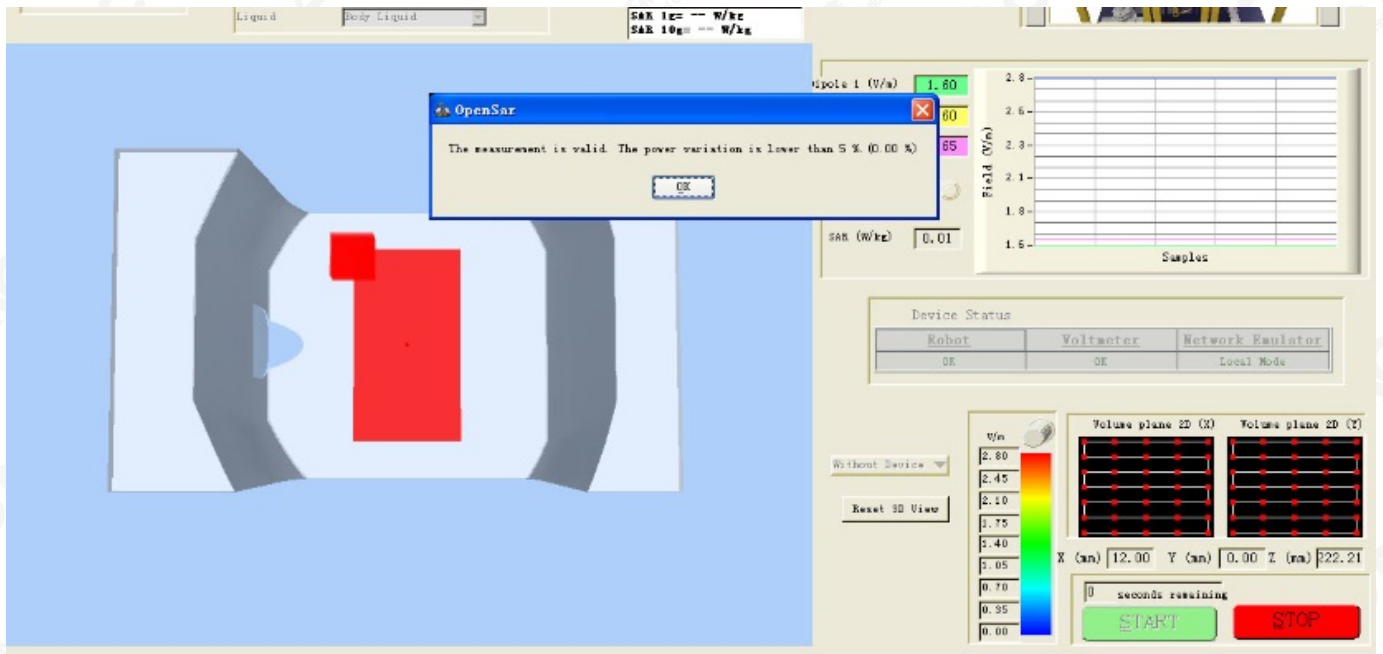 Liquid Body Liquid
SAR 1g= -- W/kg
SAR 10g= -- W/kg
Dipole 1 (V/m) 1.60
60
65
SAR (W/kg) 0.01
OpenSar
The measurement is valid. The power variation is lower than 5 %. (0.00 %)
OK
Field (V/m)
2.8
2.6
2.3
2.1
1.8
1.6
Samples
Device Status
Robot Voltmeter Network Emulator
OK OK Local Mode
Without Device
Reset 3D View
V/m
2.80
2.45
2.10
1.75
1.40
1.05
0.70
0.35
0.00
Volume plane 2D (X) Volume plane 2D (Y)
X (mm) 12.00 Y (mm) 0.00 Z (mm) 222.21
0 seconds remaining
START STOP